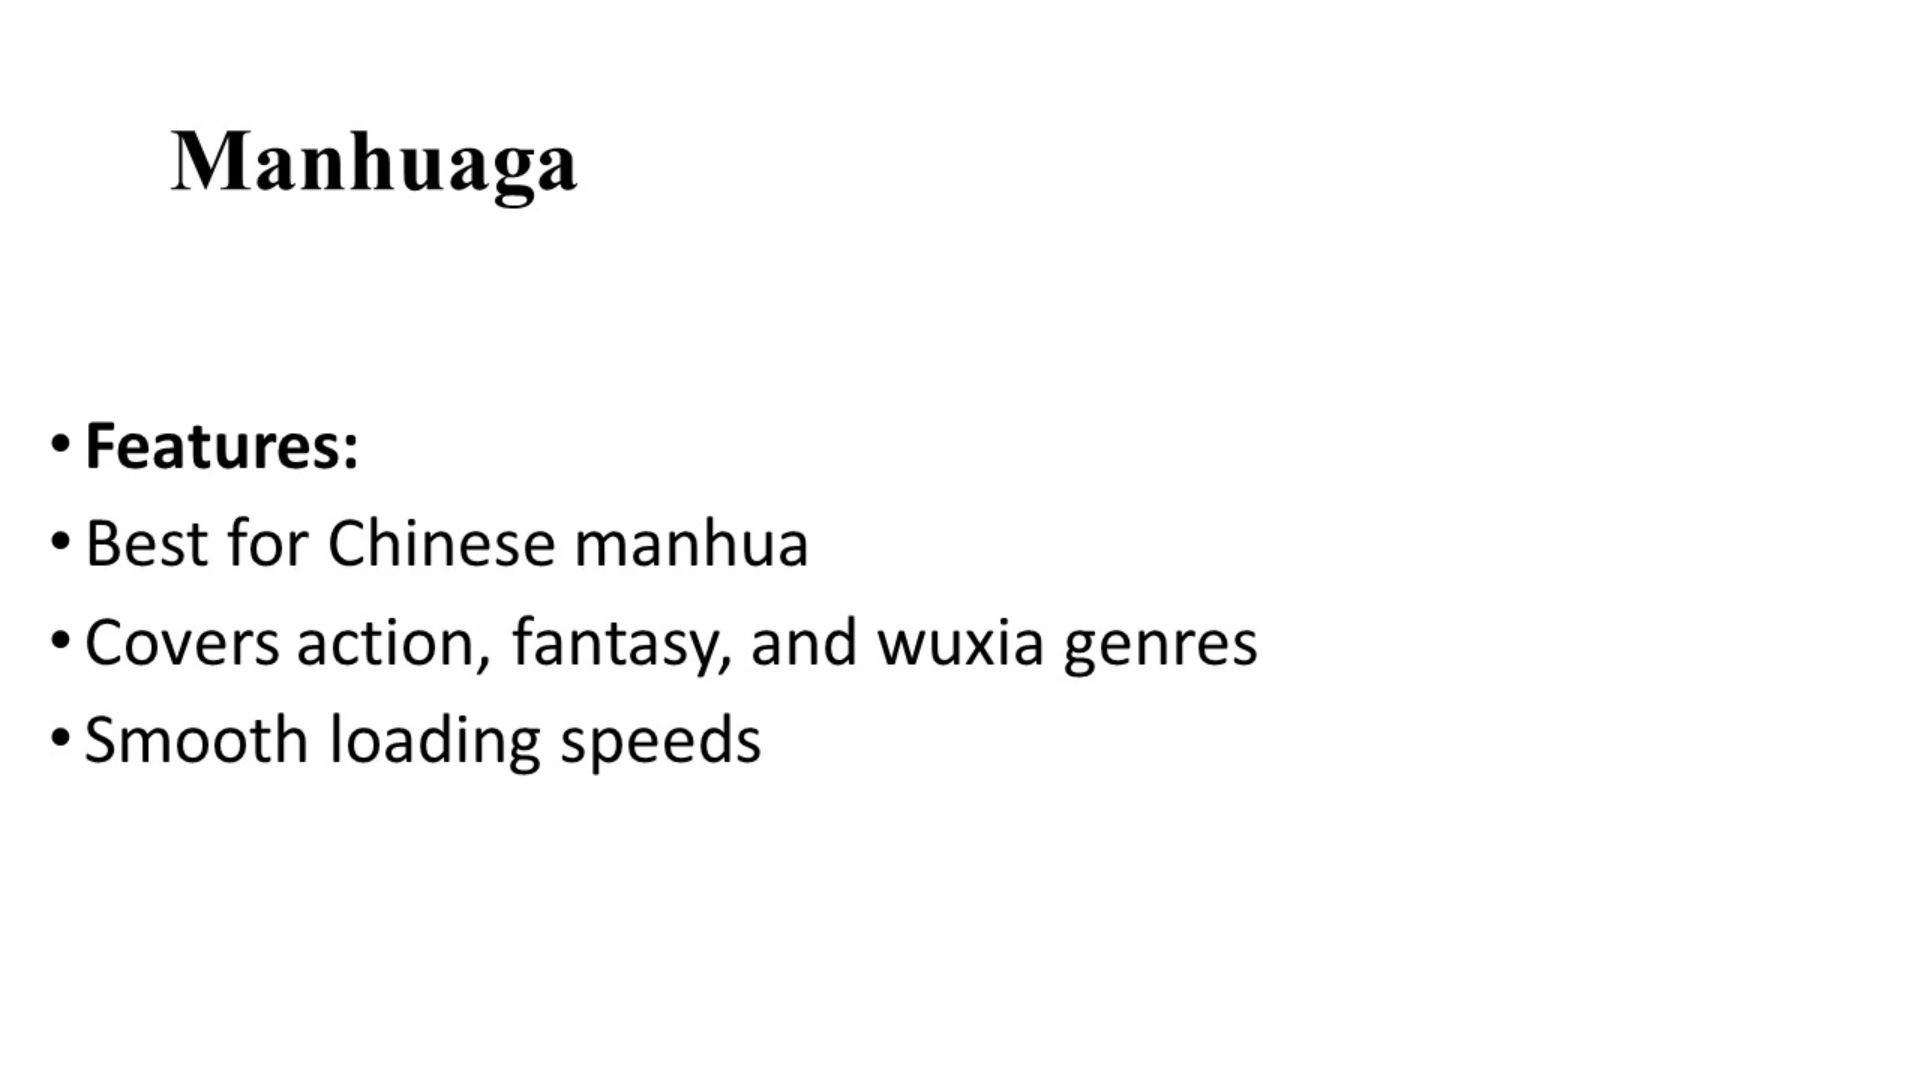 Manhuaga
• Features:
• Best for Chinese manhua
• Covers action, fantasy, and wuxia genres
• Smooth loading speeds